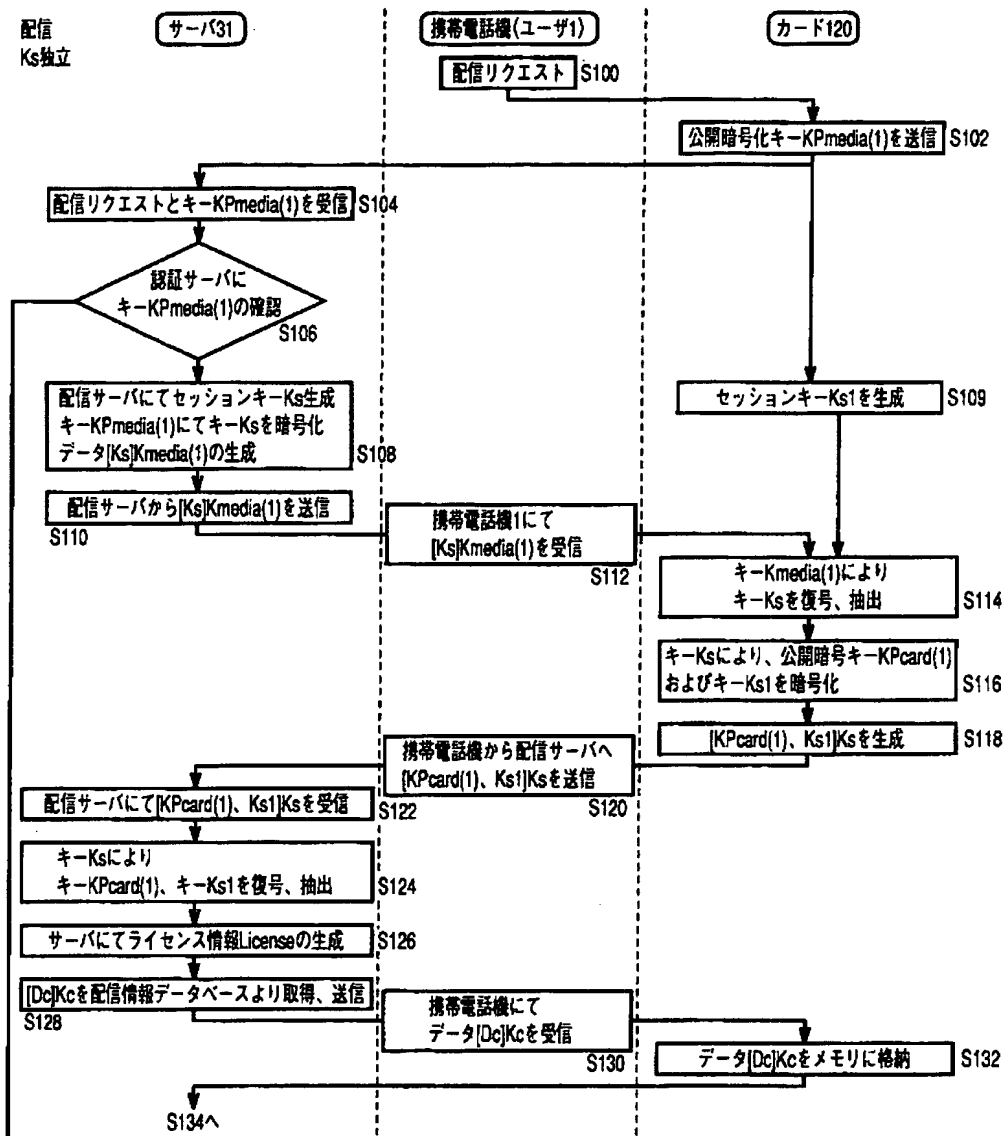 配信
Ks独立
サーバ31
携帯電話機(ユーザ1)
カード120
配信リクエスト
S100
公開暗号化キーKPmedia(1)を送信
S102
配信リクエストとキーKPmedia(1)を受信
S104
認証サーバに
キーKPmedia(1)の確認
S106
配信サーバにてセッションキーKs生成
キーKPmedia(1)にてキーKsを暗号化
データ[Ks]Kmedia(1)の生成
S108
セッションキーKs1を生成
S109
配信サーバから[Ks]Kmedia(1)を送信
S110
携帯電話機1にて
[Ks]Kmedia(1)を受信
S112
キーKmedia(1)により
キーKsを復号、抽出
S114
キーKsにより、公開暗号キーKPcard(1)
およびキーKs1を暗号化
S116
[KPcard(1)、Ks1]Ksを生成
S118
携帯電話機から配信サーバへ
[KPcard(1)、Ks1]Ksを送信
S120
配信サーバにて[KPcard(1)、Ks1]Ksを受信
S122
キーKsにより
キーKPcard(1)、キーKs1を復号、抽出
S124
サーバにてライセンス情報Licenseの生成
S126
[Dc]Kcを配信情報データベースより取得、送信
S128
携帯電話機にて
データ[Dc]Kcを受信
S130
データ[Dc]Kcをメモリに格納
S132
S134へ